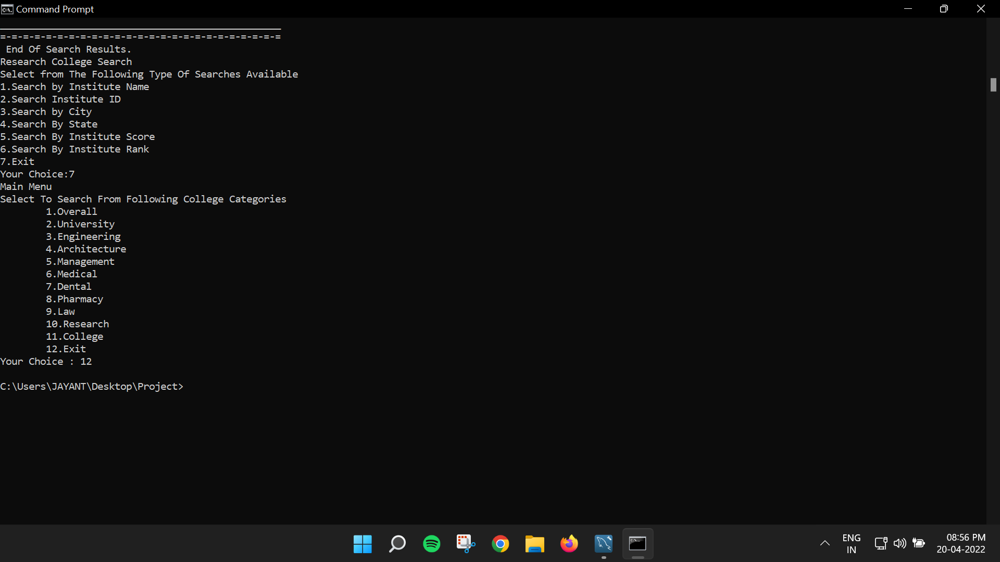 Command Prompt
=-=-=-=-=-=-=-=-=-=-=-=-=-=-=-=-=-=-=-=-=-=-=-=-=
End Of Search Results.
Research College Search
Select from The Following Type Of Searches Available
1.Search by Institute Name
2.Search Institute ID
3.Search by City
4.Search By State
5.Search By Institute Score
6.Search By Institute Rank
7.Exit
Your Choice:7
Main Menu
Select To Search From Following College Categories
1.Overall
2.University
3.Engineering
4.Architecture
5.Management
6.Medical
7.Dental
8.Pharmacy
9.Law
10.Research
11.College
12.Exit
Your Choice : 12
C:\Users\JAYANT\Desktop\Project>
ENG
IN
08:56 PM
20-04-2022